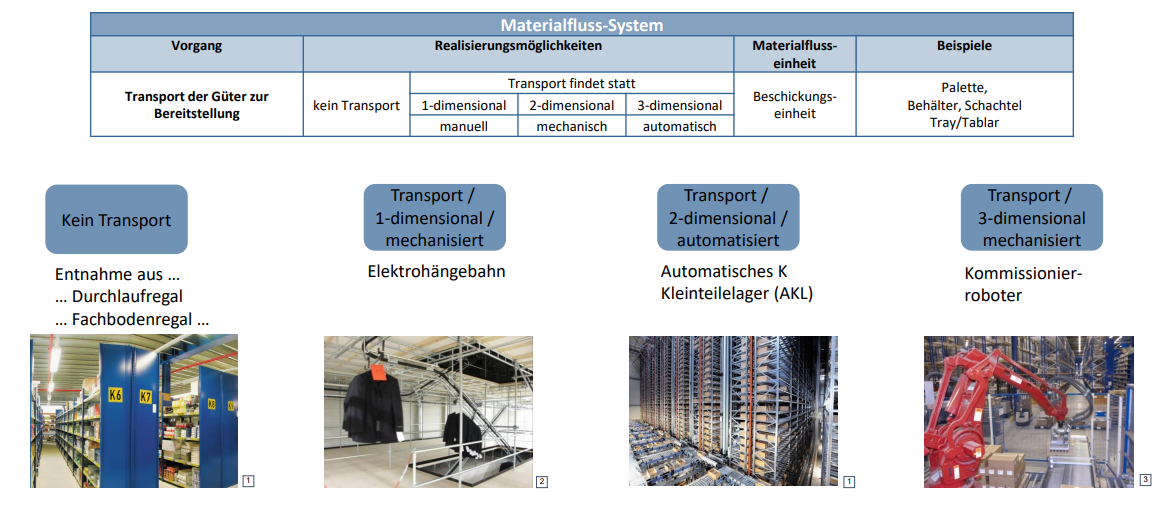 Materialfluss-System
Vorgang
Realisierungsmöglichkeiten
Materialfluss-
einheit
Beispiele
Transport der Güter zur
Bereitstellung
kein Transport
Transport findet statt
1-dimensional
2-dimensional
3-dimensional
manuell
mechanisch
automatisch
Beschickungs-
einheit
Palette,
Behälter, Schachtel
Tray/Tablar
Kein Transport
Entnahme aus …
… Durchlaufregal
… Fachbodenregal …
K6
K7
K8
1
Transport /
1-dimensional /
mechanisiert
Elektrohängebahn
2
Transport /
2-dimensional /
automatisiert
Automatisches K
Kleinteilelager (AKL)
1
Transport /
3-dimensional
mechanisiert
Kommissionier-
roboter
3